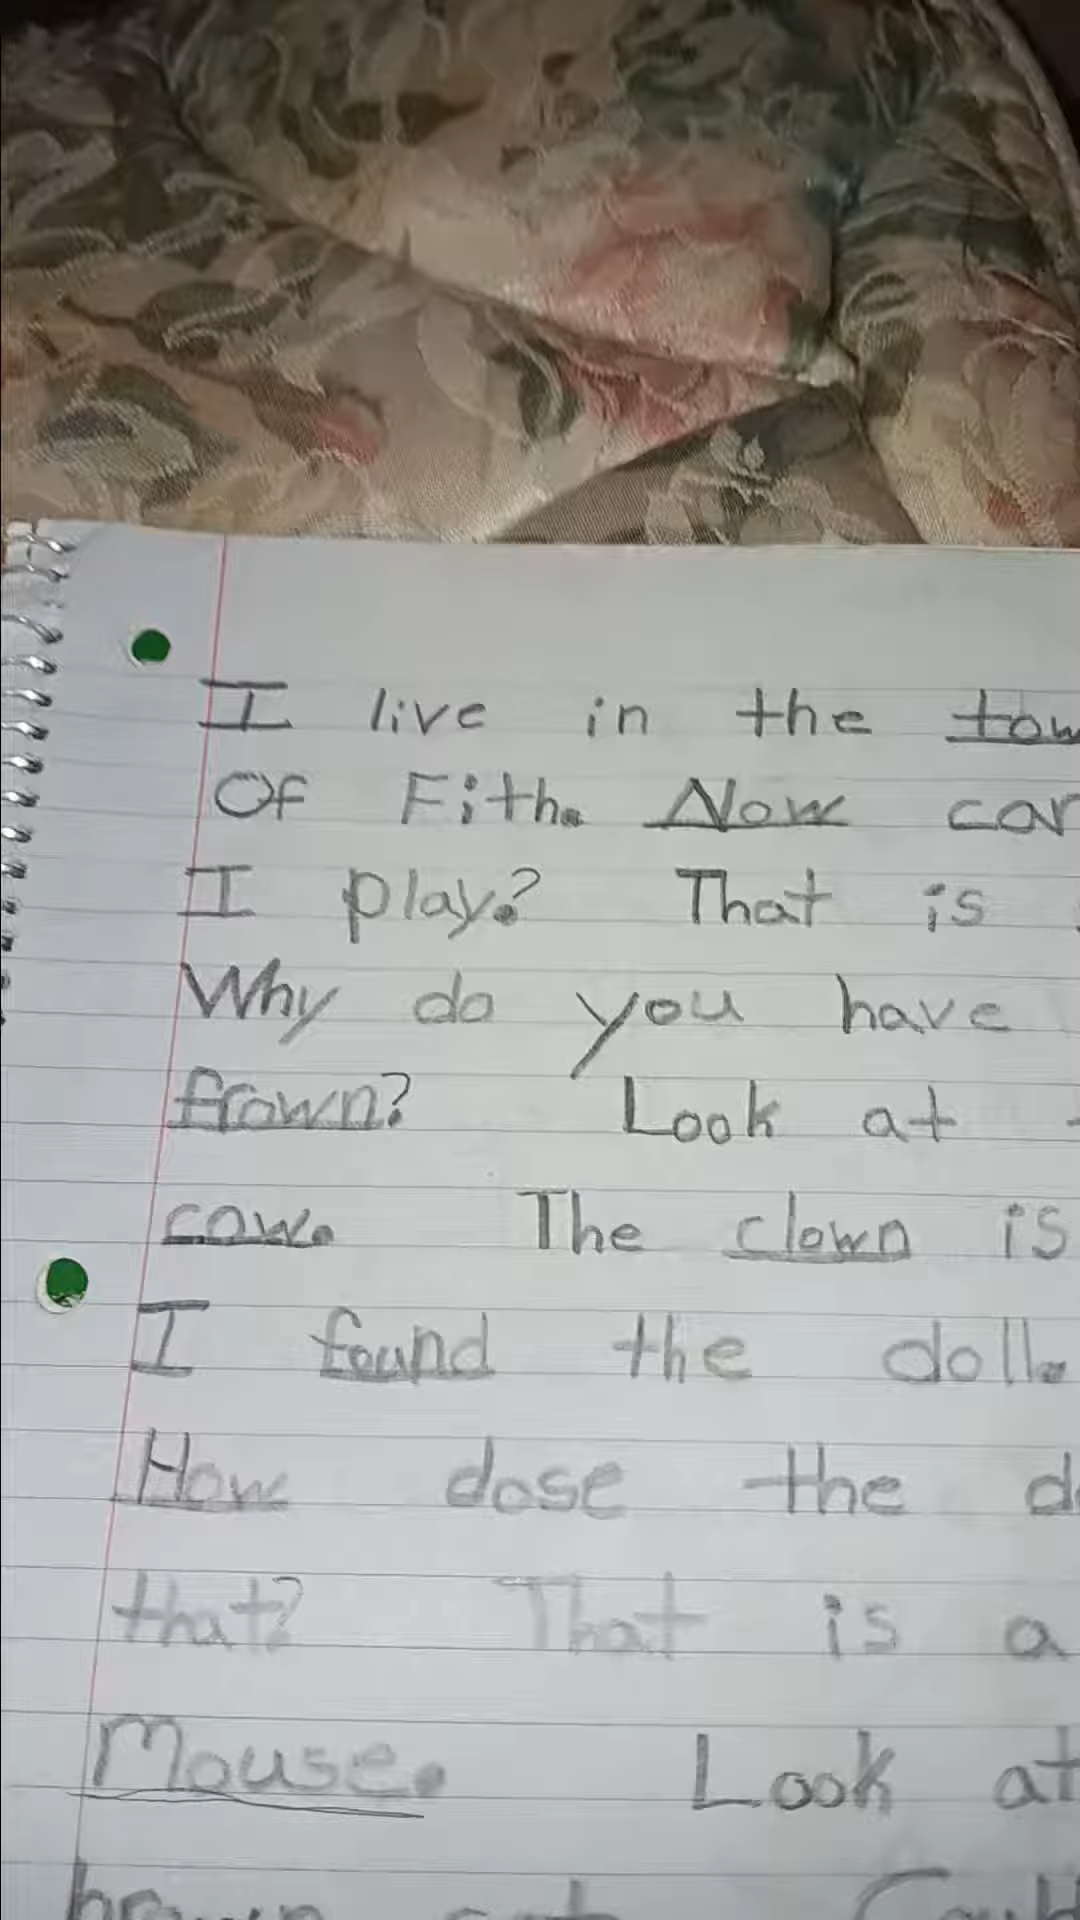 I live in the
Of Fith. Now
I play? That is
Why do you have
frown? Look at
cow. The clown is
I found the doll.
How dose the
that? That is a
Mouse. Look at